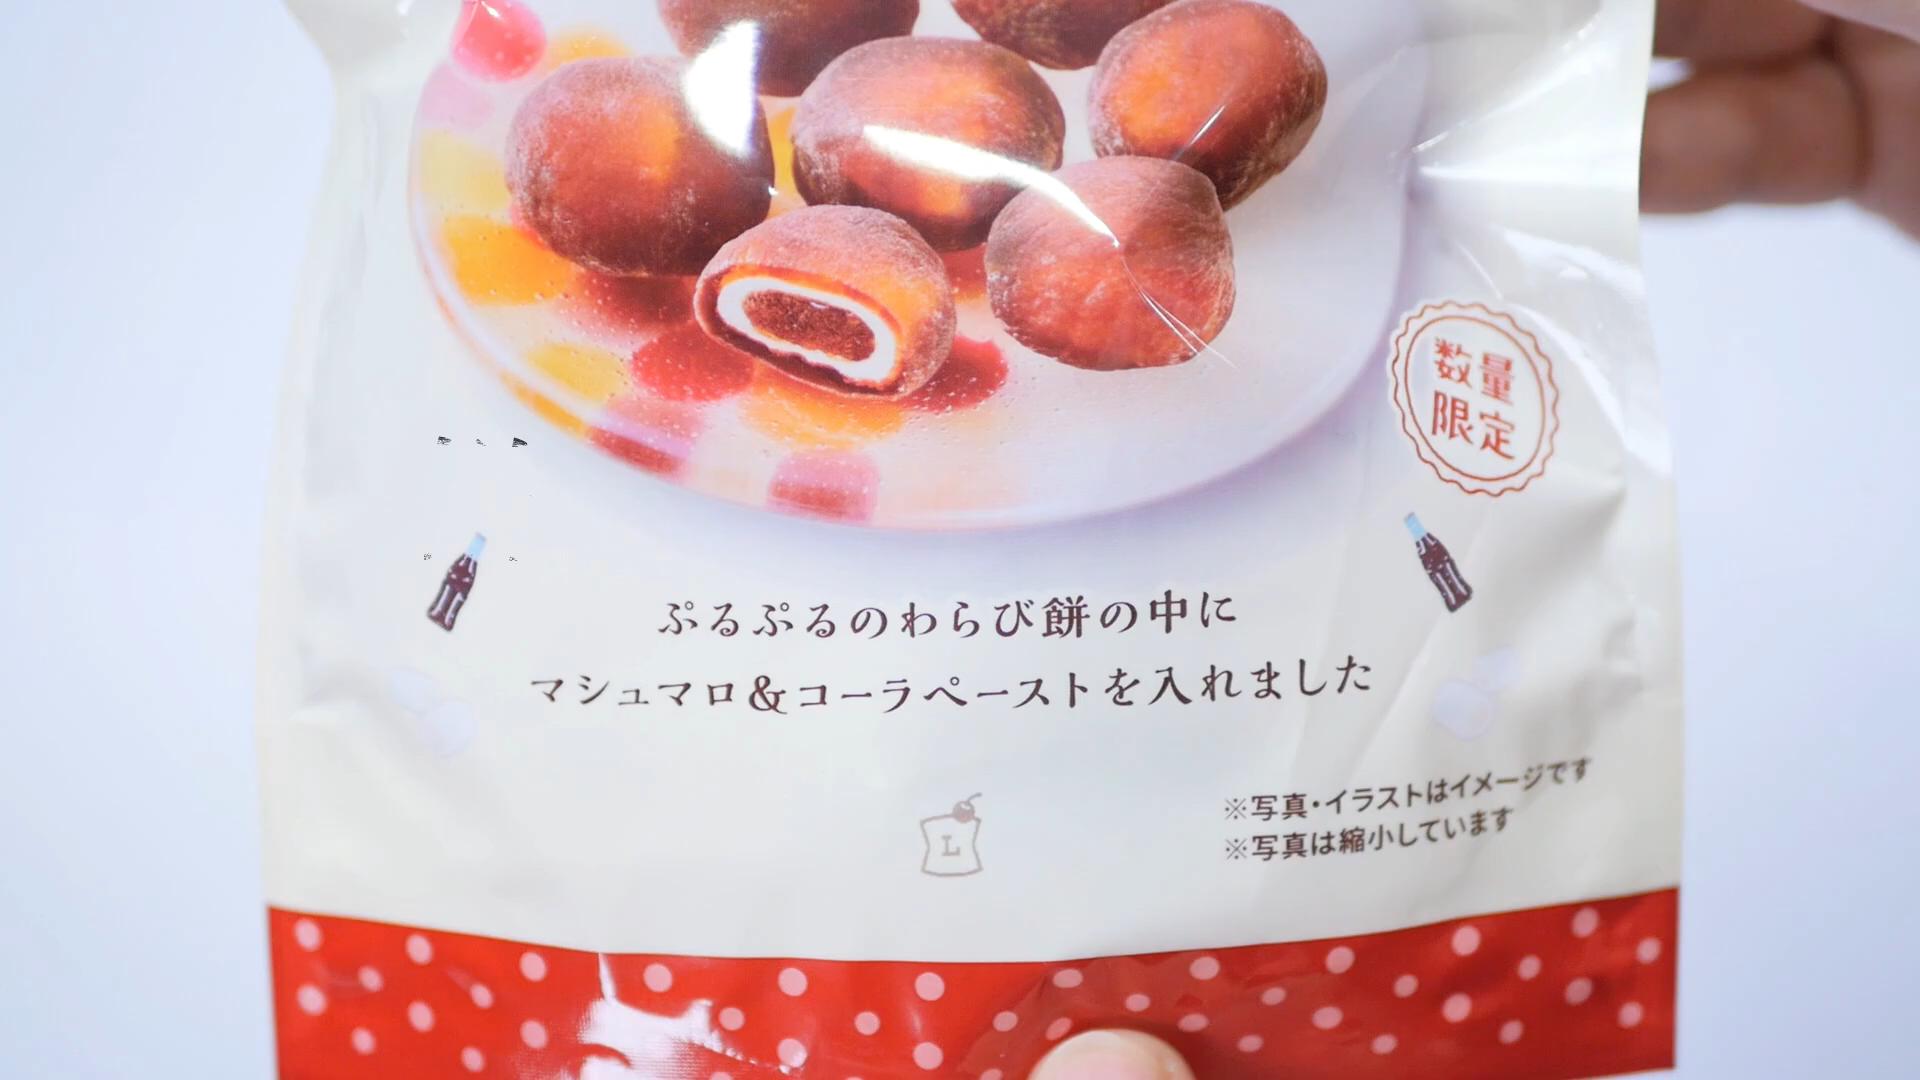 数量
限定
ぷるぷるのわらび餅の中に
マシュマロ&コーラペーストを入れました
L
※写真・イラストはイメージです
※写真は縮小しています